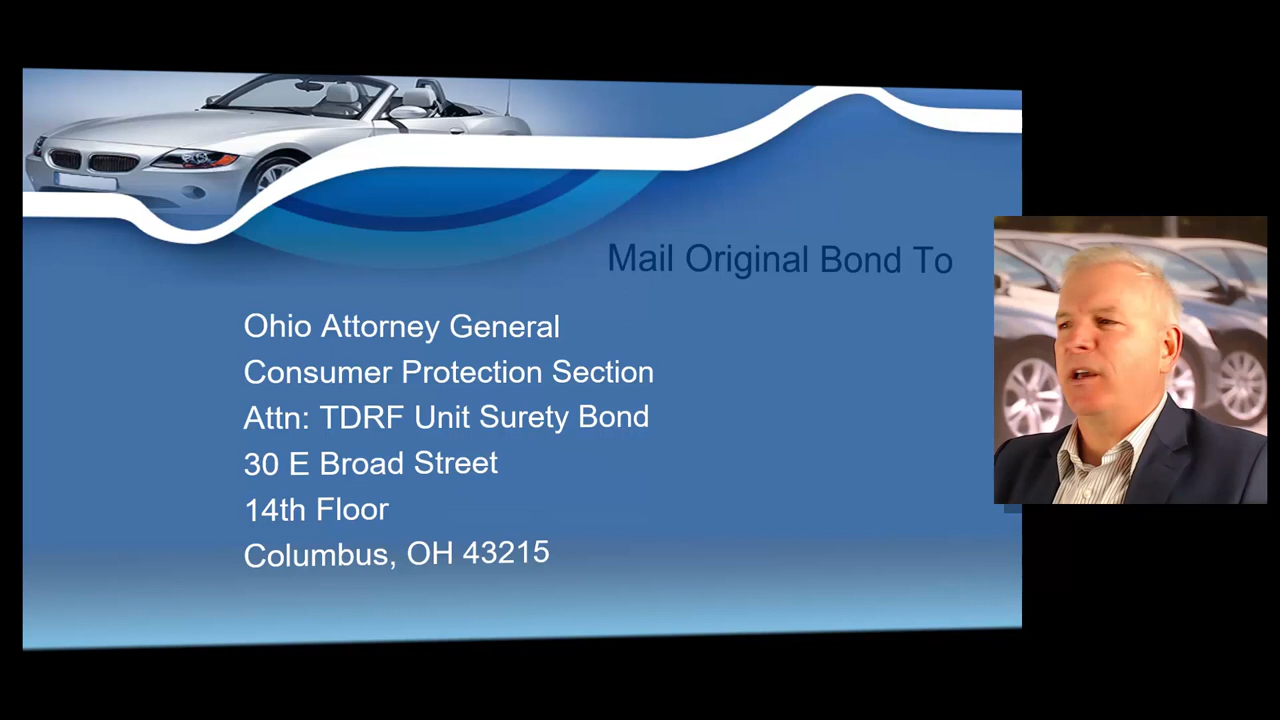 Mail Original Bond To
Ohio Attorney General
Consumer Protection Section
Attn: TDRF Unit Surety Bond
30 E Broad Street
14th Floor
Columbus, OH 43215